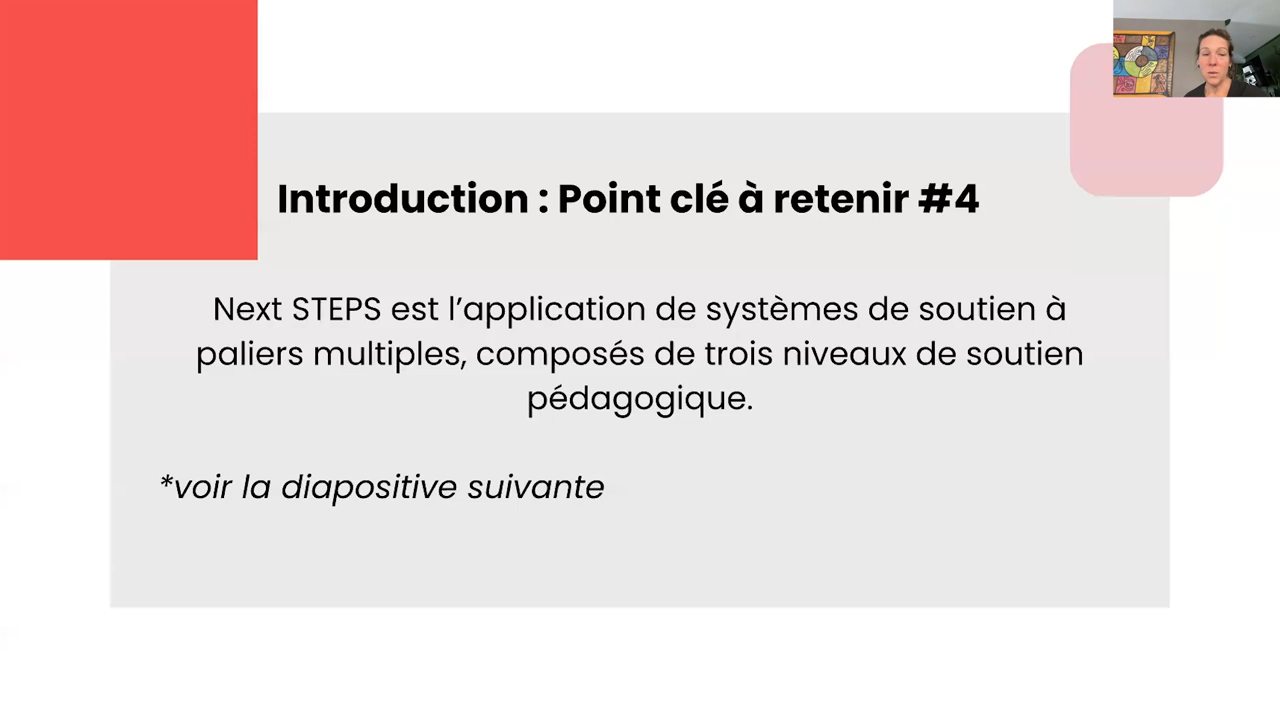 Introduction : Point clé à retenir #4
Next STEPS est l’application de systèmes de soutien à
paliers multiples, composés de trois niveaux de soutien
pédagogique.
*voir la diapositive suivante